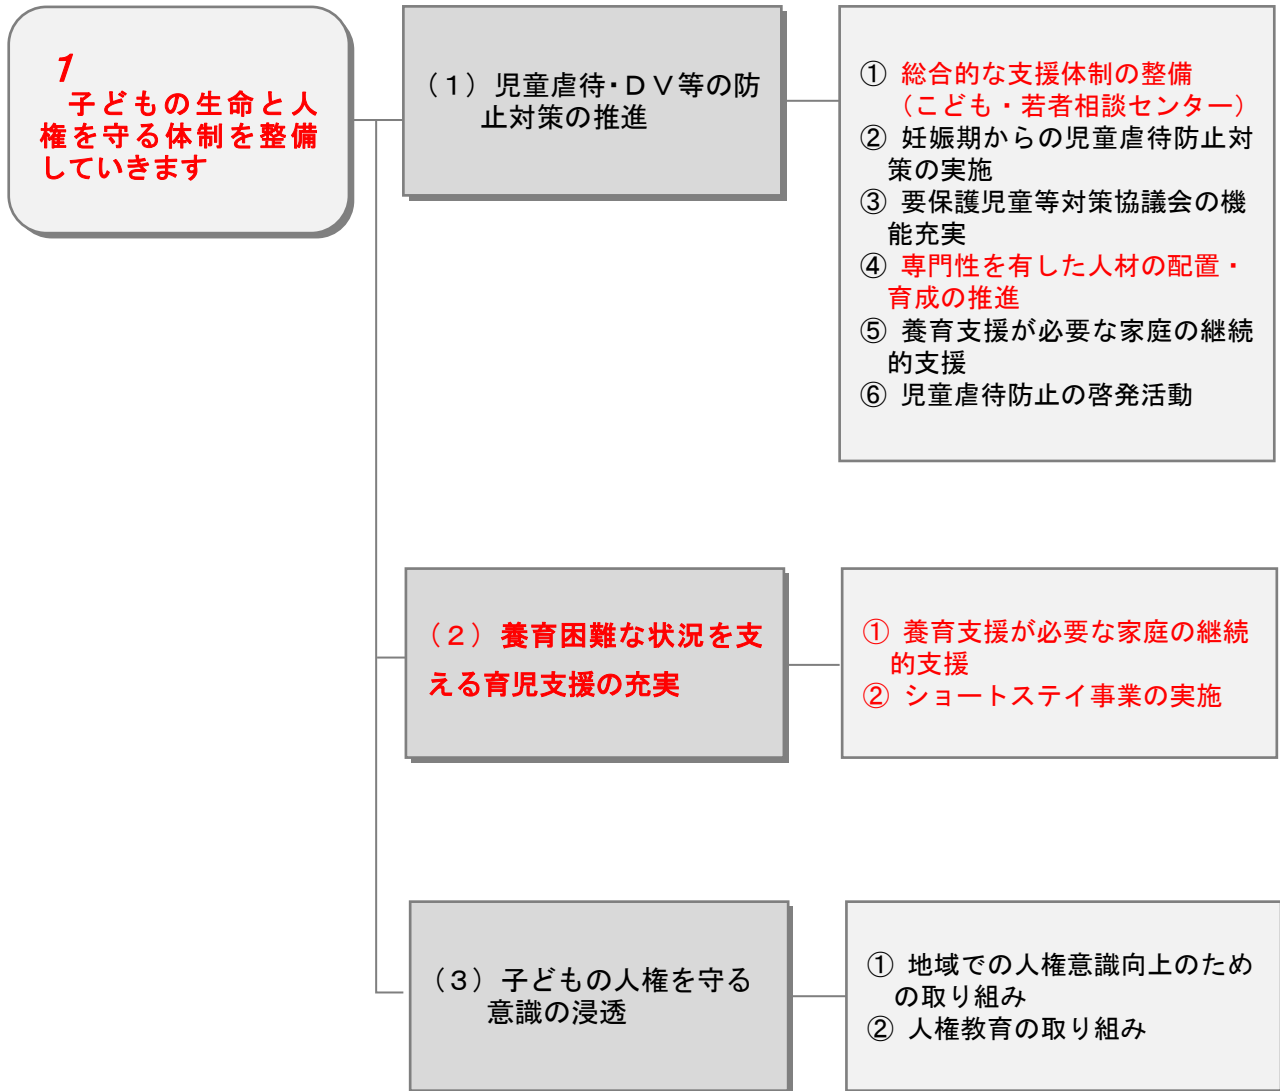 1
子どもの生命と人
権を守る体制を整備
していきます
（１）児童虐待・ＤＶ等の防
止対策の推進
① 総合的な支援体制の整備
（こども・若者相談センター）
② 妊娠期からの児童虐待防止対
策の実施
③ 要保護児童等対策協議会の機
能充実
④ 専門性を有した人材の配置・
育成の推進
⑤ 養育支援が必要な家庭の継続
的支援
⑥ 児童虐待防止の啓発活動
（２）養育困難な状況を支
える育児支援の充実
① 養育支援が必要な家庭の継続
的支援
② ショートステイ事業の実施
（３）子どもの人権を守る
意識の浸透
① 地域での人権意識向上のため
の取り組み
② 人権教育の取り組み